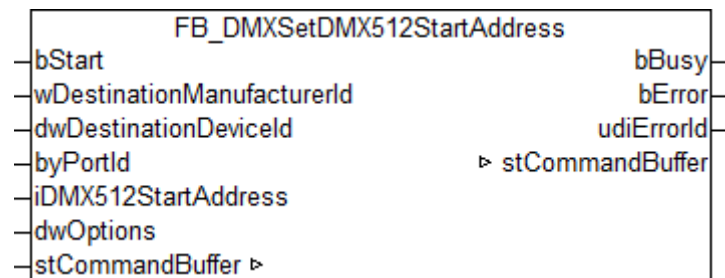 FB_DMXSetDMX512StartAddress
bStart bBusy
wDestinationManufacturerId bError
dwDestinationDeviceId udiErrorId
byPortId ▹ stCommandBuffer
iDMX512StartAddress
dwOptions
stCommandBuffer ▹